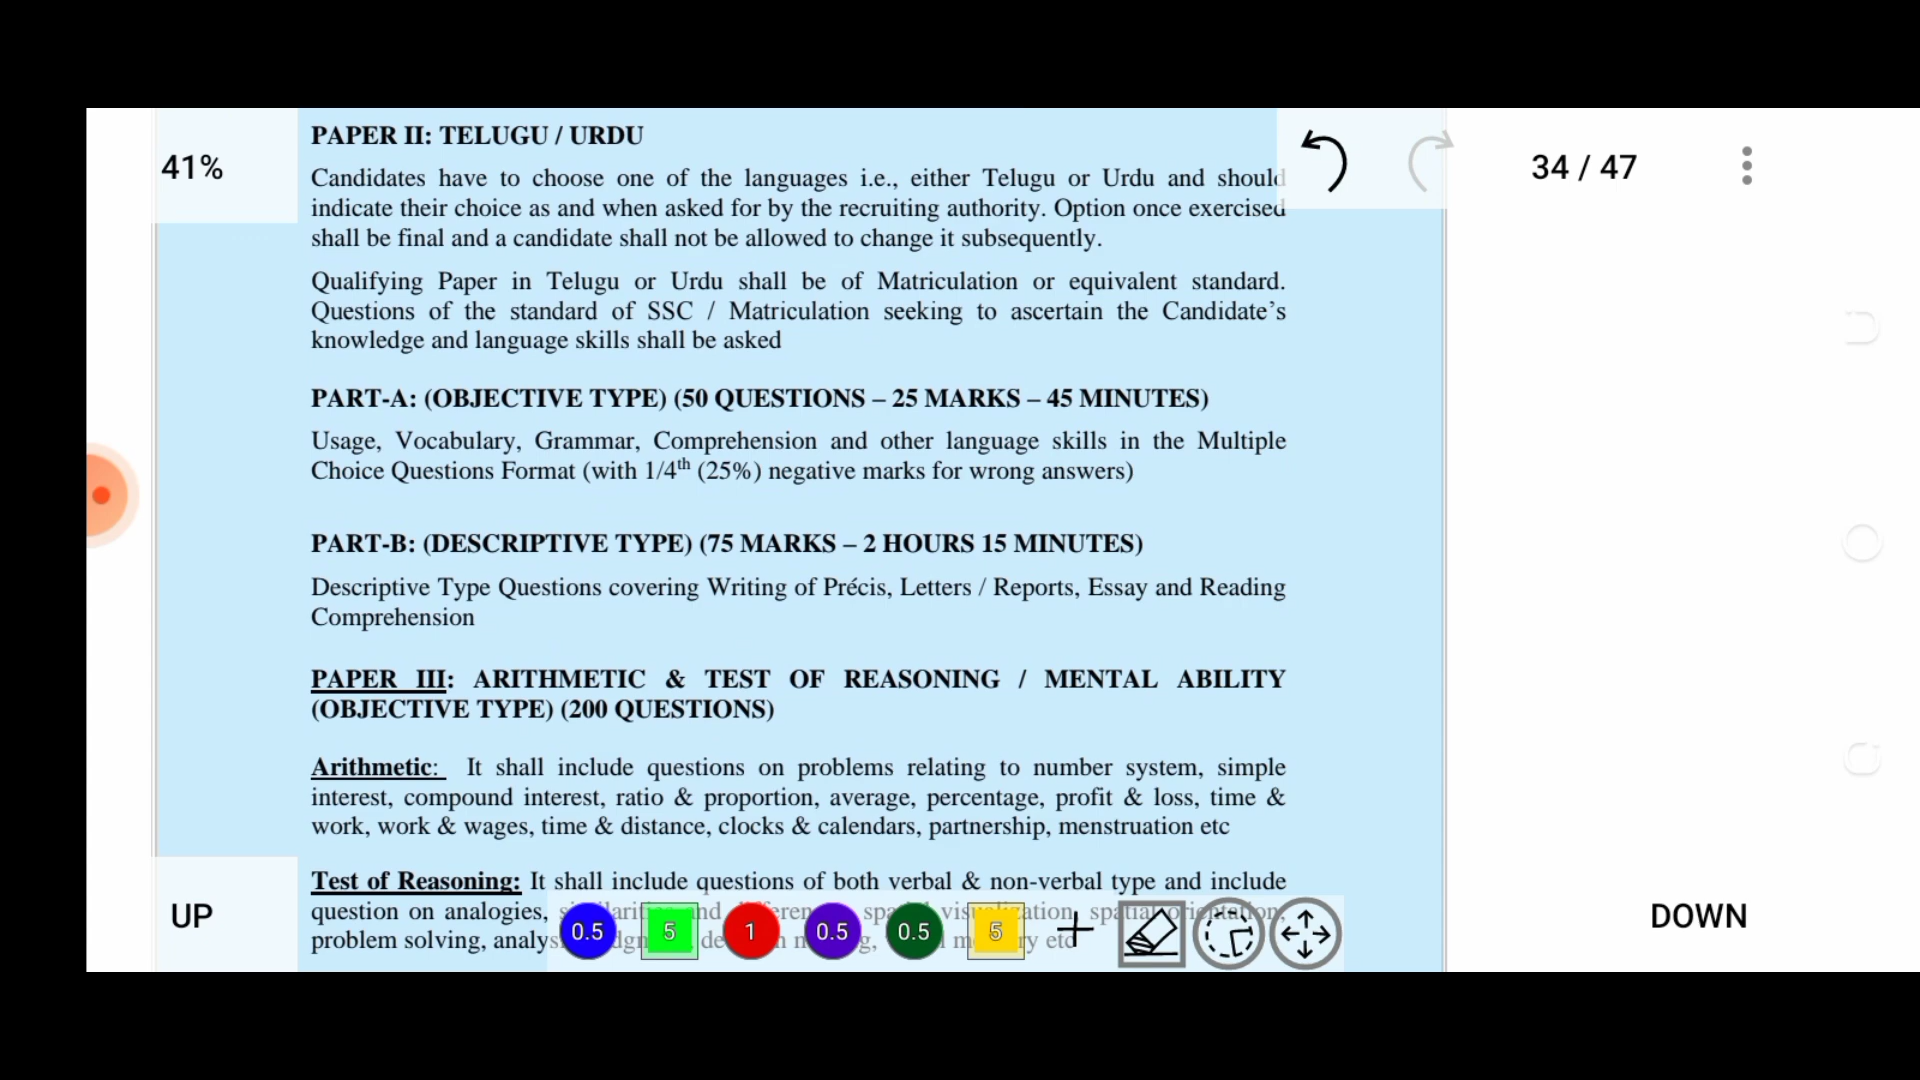 PAPER II: TELUGU / URDU
41%
34 / 47
Candidates have to choose one of the languages i.e., either Telugu or Urdu and should
indicate their choice as and when asked for by the recruiting authority. Option once exercised
shall be final and a candidate shall not be allowed to change it subsequently.
Qualifying Paper in Telugu or Urdu shall be of Matriculation or equivalent standard.
Questions of the standard of SSC / Matriculation seeking to ascertain the Candidate’s
knowledge and language skills shall be asked
PART-A: (OBJECTIVE TYPE) (50 QUESTIONS – 25 MARKS – 45 MINUTES)
Usage, Vocabulary, Grammar, Comprehension and other language skills in the Multiple
Choice Questions Format (with 1/4th (25%) negative marks for wrong answers)
PART-B: (DESCRIPTIVE TYPE) (75 MARKS – 2 HOURS 15 MINUTES)
Descriptive Type Questions covering Writing of Précis, Letters / Reports, Essay and Reading
Comprehension
PAPER III: ARITHMETIC & TEST OF REASONING / MENTAL ABILITY
(OBJECTIVE TYPE) (200 QUESTIONS)
Arithmetic: It shall include questions on problems relating to number system, simple
interest, compound interest, ratio & proportion, average, percentage, profit & loss, time &
work, work & wages, time & distance, clocks & calendars, partnership, menstruation etc
Test of Reasoning: It shall include questions of both verbal & non-verbal type and include
question on analogies, and spatial visualization, spatial orientation,
problem solving, etc
UP
DOWN
0.5 5 1 0.5 0.5 5